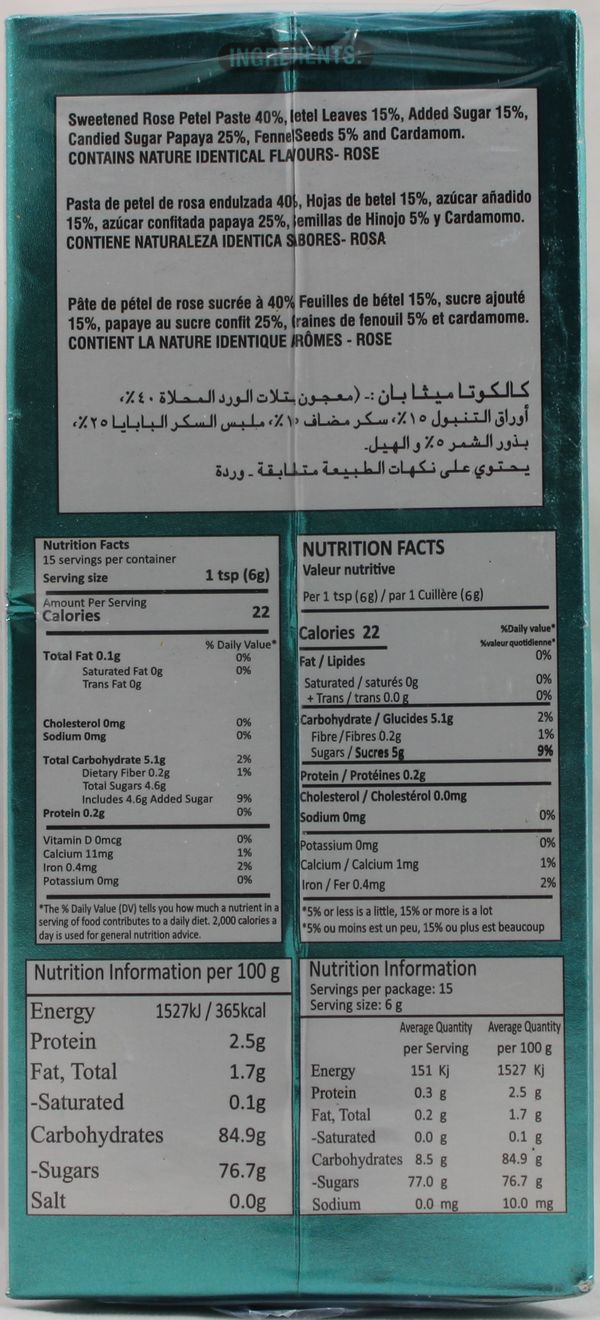 INGREDIENTS:
Sweetened Rose Petel Paste 40%, etel Leaves 15%, Added Sugar 15%,
Candied Sugar Papaya 25%, Fennel Seeds 5% and Cardamom.
CONTAINS NATURE IDENTICAL FLAVOURS- ROSE
Pasta de petel de rosa endulzada 40%, Hojas de betel 15%, azúcar añadido
15%, azúcar confitada papaya 25%, emillas de Hinojo 5% y Cardamomo.
CONTIENE NATURALEZA IDENTICA SABORES- ROSA
Pâte de pétel de rose sucrée à 40% Feuilles de bétel 15%, sucre ajouté
15%, papaye au sucre confit 25%, raines de fenouil 5% et cardamome.
CONTIENT LA NATURE IDENTIQUE ARÔMES - ROSE
كالكوتا ميثا بان :- (معجون بتلات الورد المحلاة ٤٠٪،
أوراق التنبول ١٥٪، سكر مضاف ١٥٪، ملبس السكر البابايا ٢٥٪،
بذور الشمر ٥٪ و الهيل.
يحتوي على نكهات الطبيعة متطابقة - وردة
Nutrition Facts
15 servings per container
Serving size 1 tsp (6g)
Amount Per Serving
Calories 22
% Daily Value*
Total Fat 0.1g 0%
Saturated Fat 0g 0%
Trans Fat 0g
Cholesterol 0mg 0%
Sodium 0mg 0%
Total Carbohydrate 5.1g 2%
Dietary Fiber 0.2g 1%
Total Sugars 4.6g
Includes 4.6g Added Sugar 9%
Protein 0.2g 0%
Vitamin D 0mcg 0%
Calcium 11mg 1%
Iron 0.4mg 2%
Potassium 0mg 0%
*The % Daily Value (DV) tells you how much a nutrient in a
serving of food contributes to a daily diet. 2,000 calories a
day is used for general nutrition advice.
NUTRITION FACTS
Valeur nutritive
Per 1 tsp (6g) / par 1 Cuillère (6g)
Calories 22 %Daily value*
%valeur quotidienne*
Fat / Lipides 0%
Saturated / saturés 0g 0%
+ Trans / trans 0.0 g 0%
Carbohydrate / Glucides 5.1g 2%
Fibre / Fibres 0.2g 1%
Sugars / Sucres 5g 9%
Protein / Protéines 0.2g
Cholesterol / Cholestérol 0.0mg
Sodium 0mg 0%
Potassium 0mg 0%
Calcium / Calcium 1mg 1%
Iron / Fer 0.4mg 2%
*5% or less is a little, 15% or more is a lot
*5% ou moins est un peu, 15% ou plus est beaucoup
Nutrition Information per 100 g
Energy 1527kJ / 365kcal
Protein 2.5g
Fat, Total 1.7g
-Saturated 0.1g
Carbohydrates 84.9g
-Sugars 76.7g
Salt 0.0g
Nutrition Information
Servings per package: 15
Serving size: 6 g
Average Quantity Average Quantity
per Serving per 100 g
Energy 151 Kj 1527 Kj
Protein 0.3 g 2.5 g
Fat, Total 0.2 g 1.7 g
-Saturated 0.0 g 0.1 g
Carbohydrates 8.5 g 84.9 g
-Sugars 77.0 g 76.7 g
Sodium 0.0 mg 10.0 mg